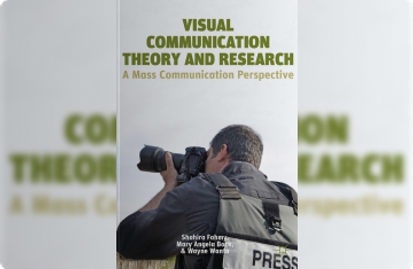 VISUAL
COMMUNICATION
THEORY AND RESEARCH
A Mass Communication Perspective
PRESS
Shahira Fahmy,
Mary Angela Bock,
& Wayne Wanta